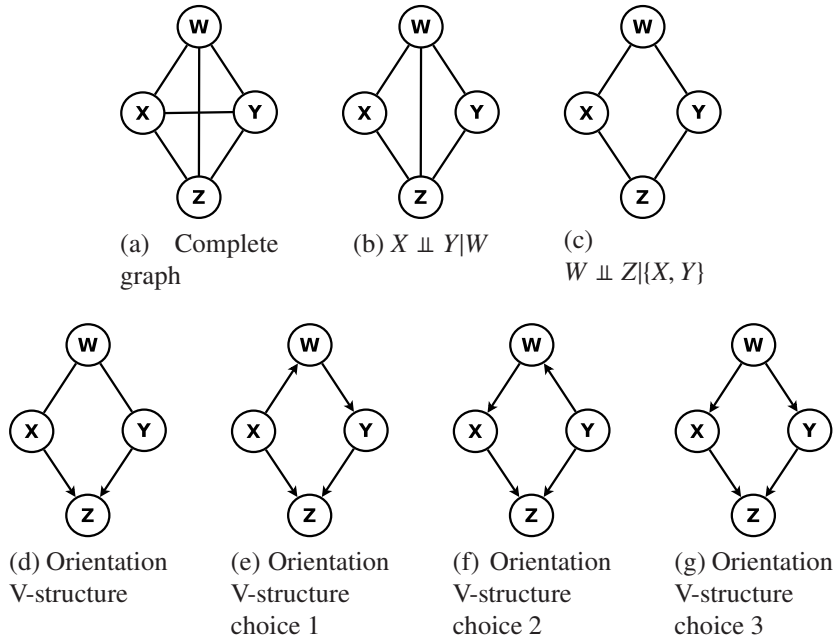 W
X Y
Z
W
X Y
Z
W
X Y
Z
(a) Complete
graph
(b) X ⫫ Y|W
(c)
W ⫫ Z|{X, Y}
W
X Y
Z
W
X Y
Z
W
X Y
Z
W
X Y
Z
(d) Orientation
V-structure
(e) Orientation
V-structure
choice 1
(f) Orientation
V-structure
choice 2
(g) Orientation
V-structure
choice 3